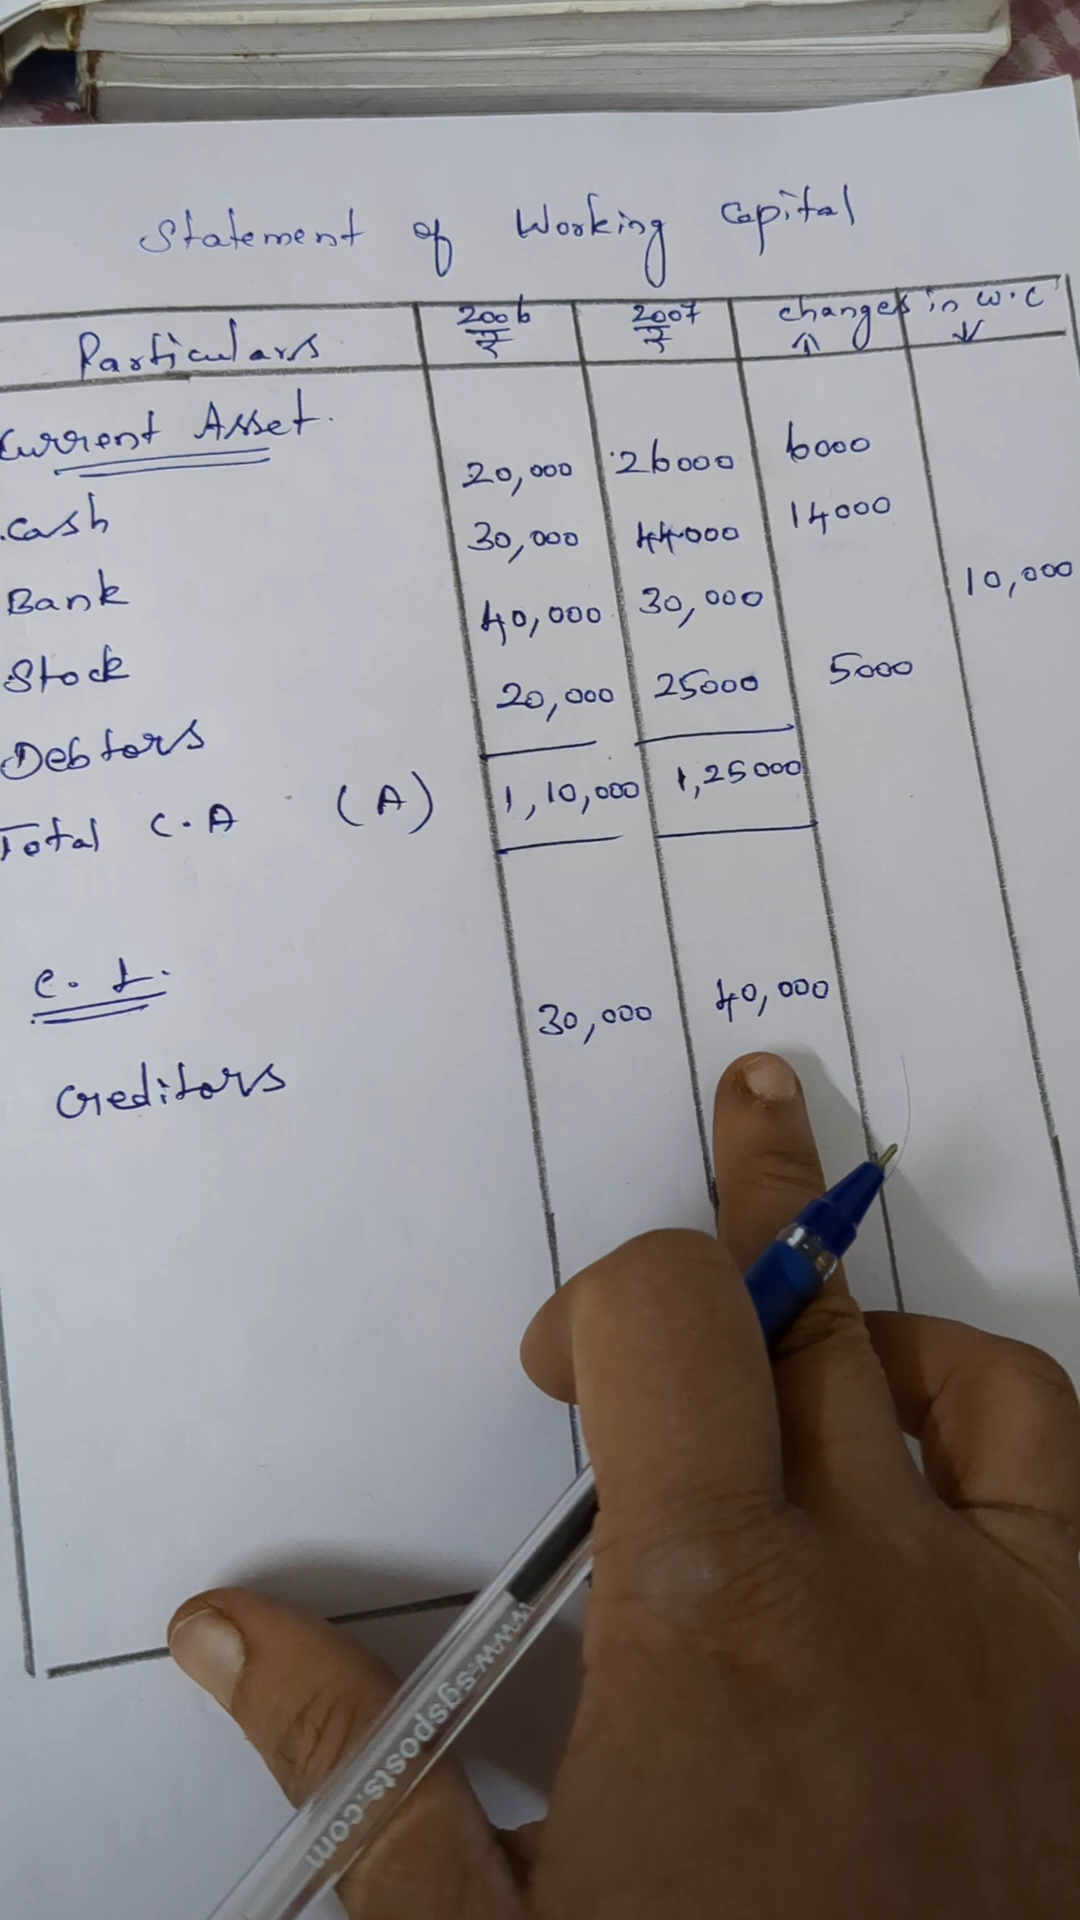 Statement of Working Capital
Particulars 2006 ₹ 2007 ₹ changes in W.C ↑ ↓
Current Asset.
Cash 20,000 26000 6000
Bank 30,000 44000 14000
Stock 40,000 30,000 10,000
Debtors 20,000 25000 5000
Total C.A (A) 1,10,000 1,25000
C.L.
Creditors 30,000 40,000
www.sgsposts.com